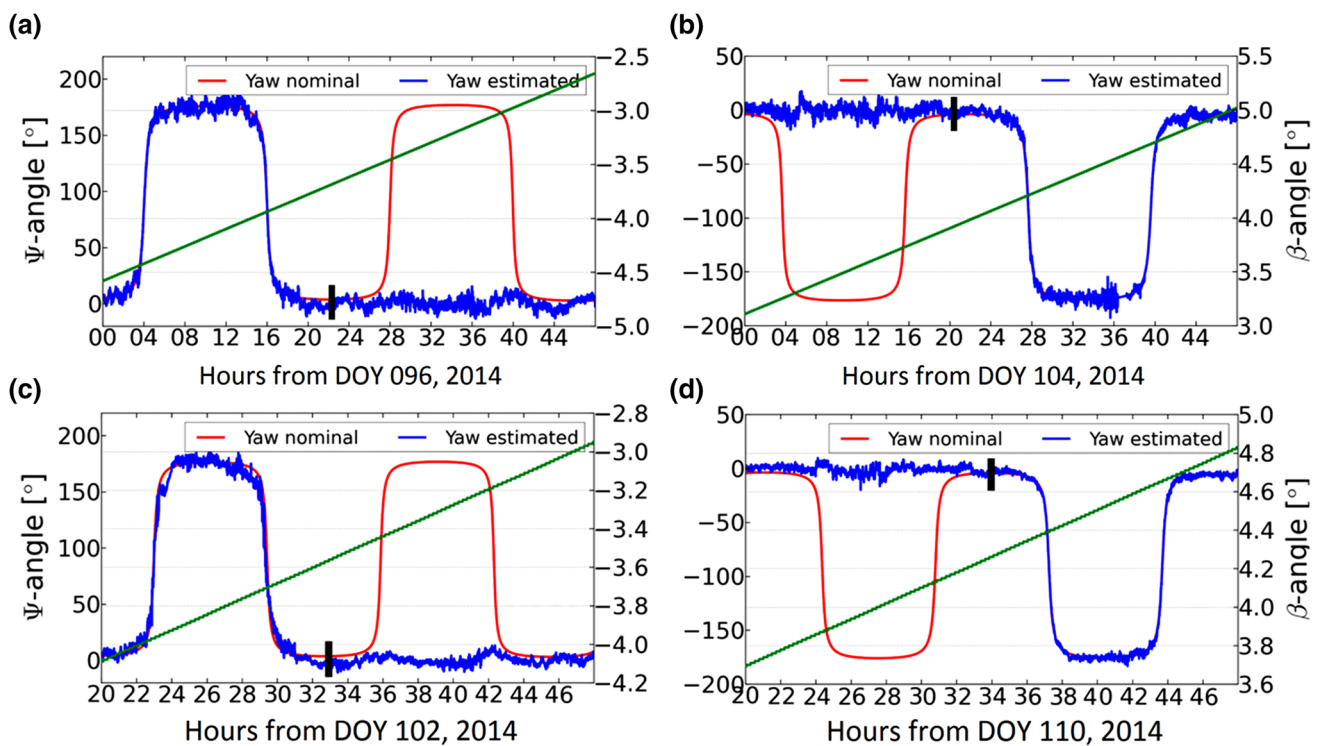 (a)
(b)
Yaw nominal Yaw estimated
Yaw nominal Yaw estimated
200
150
100
50
0
Ψ-angle [°]
−2.5
−3.0
−3.5
−4.0
−4.5
−5.0
50
0
−50
−100
−150
−200
5.5
5.0
4.5
4.0
3.5
3.0
β-angle [°]
00 04 08 12 16 20 24 28 32 36 40 44
00 04 08 12 16 20 24 28 32 36 40 44
Hours from DOY 096, 2014
Hours from DOY 104, 2014
(c)
(d)
Yaw nominal Yaw estimated
Yaw nominal Yaw estimated
200
150
100
50
0
Ψ-angle [°]
−2.8
−3.0
−3.2
−3.4
−3.6
−3.8
−4.0
−4.2
50
0
−50
−100
−150
−200
5.0
4.8
4.6
4.4
4.2
4.0
3.8
3.6
β-angle [°]
20 22 24 26 28 30 32 34 36 38 40 42 44 46
20 22 24 26 28 30 32 34 36 38 40 42 44 46
Hours from DOY 102, 2014
Hours from DOY 110, 2014